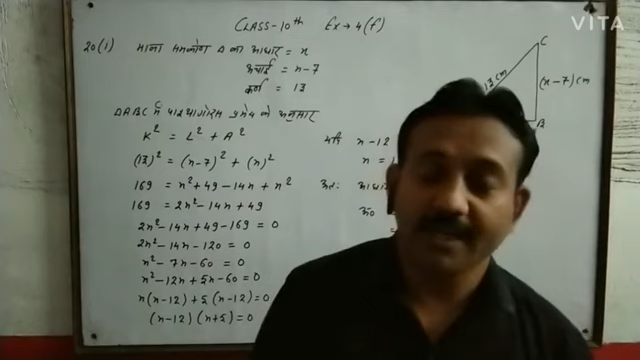 VITA
CLASS-10th Ex→4(f)
20(1) माना समकोण Δ का आधार = x
ऊंचाई = x-7
कर्ण = 13
ΔABC में पाइथागोरस प्रमेय के अनुसार
K² = L² + A²
(13)² = (x-7)² + (x)²
169 = x² + 49 - 14x + x²
169 = 2x² - 14x + 49
2x² - 14x + 49 - 169 = 0
2x² - 14x - 120 = 0
x² - 7x - 60 = 0
x² - 12x + 5x - 60 = 0
x(x-12) + 5(x-12) = 0
(x-12)(x+5) = 0
यदि x-12
x =
अतः
=
C
13 cm
(x-7) cm
B